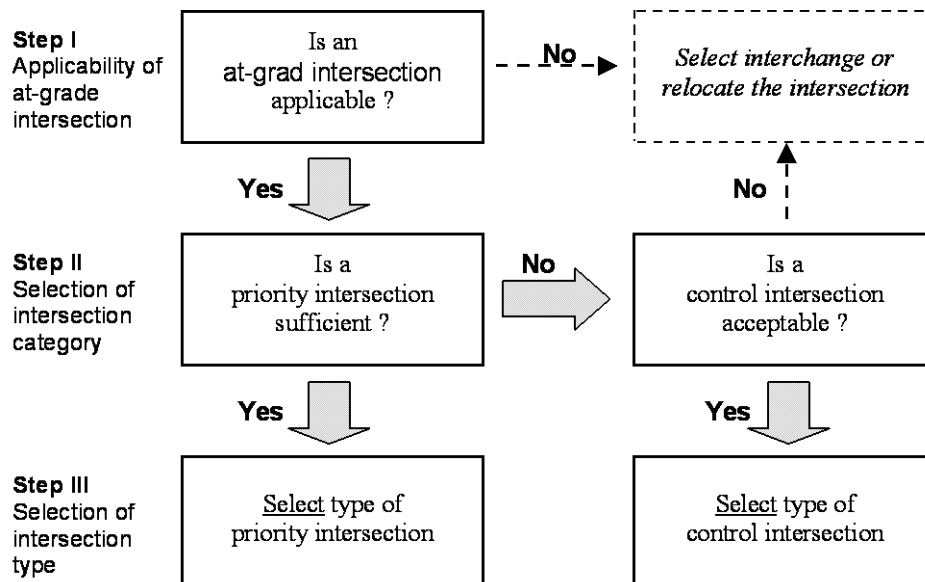 Step I
Applicability of
at-grade
intersection
Is an
at-grad intersection
applicable ?
No
Select interchange or
relocate the intersection
Yes
No
Step II
Selection of
intersection
category
Is a
priority intersection
sufficient ?
No
Is a
control intersection
acceptable ?
Yes
Yes
Step III
Selection of
intersection
type
Select type of
priority intersection
Select type of
control intersection